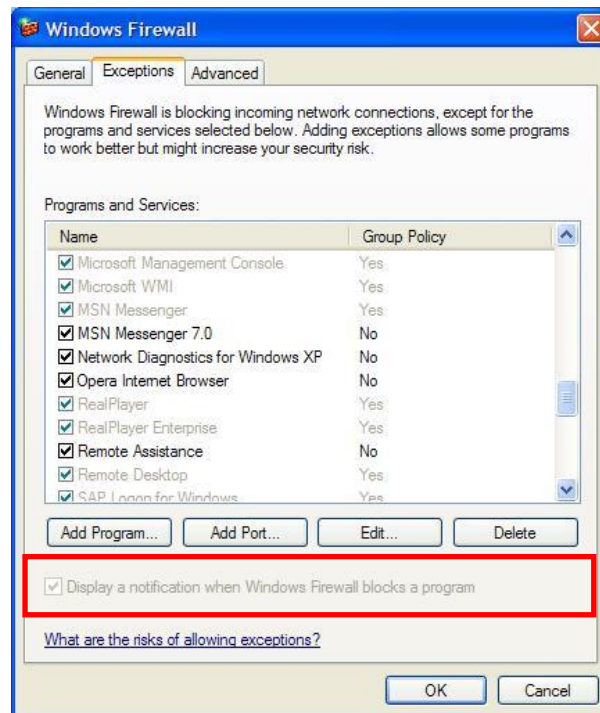 Windows Firewall
General Exceptions Advanced
Windows Firewall is blocking incoming network connections, except for the
programs and services selected below. Adding exceptions allows some programs
to work better but might increase your security risk.
Programs and Services:
Name Group Policy
Microsoft Management Console Yes
Microsoft WMI Yes
MSN Messenger Yes
MSN Messenger 7.0 No
Network Diagnostics for Windows XP No
Opera Internet Browser No
RealPlayer Yes
RealPlayer Enterprise Yes
Remote Assistance No
Remote Desktop Yes
SAP Logon for Windows Yes
Add Program... Add Port... Edit... Delete
Display a notification when Windows Firewall blocks a program
What are the risks of allowing exceptions?
OK Cancel